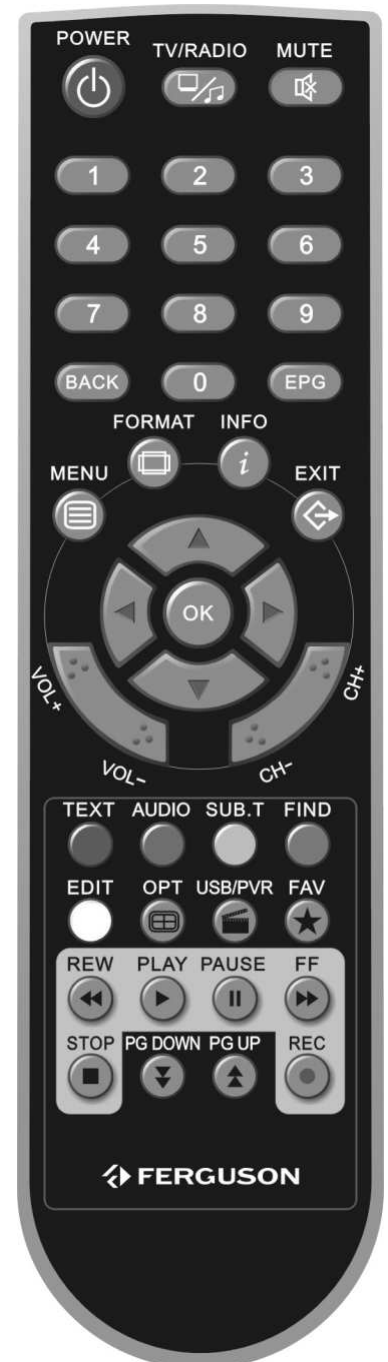 POWER TV/RADIO MUTE
1 2 3
4 5 6
7 8 9
BACK 0 EPG
FORMAT INFO
MENU EXIT
i
OK
VOL+ CH+
VOL- CH-
TEXT AUDIO SUB.T FIND
EDIT OPT USB/PVR FAV
REW PLAY PAUSE FF
STOP PG DOWN PG UP REC
FERGUSON